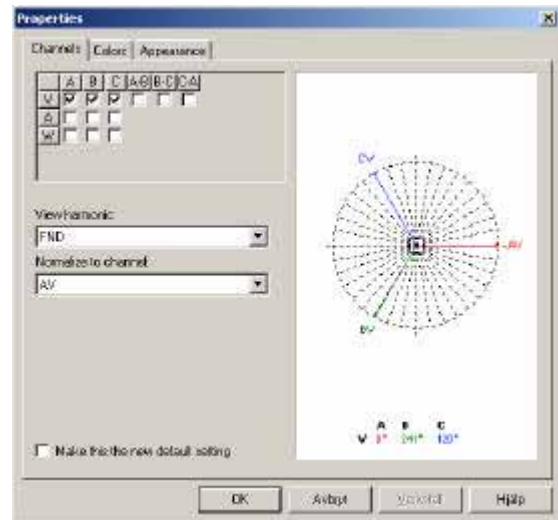 Properties
Channels Colors Appearance
A B C A-B B-C C-A
V
A
W
View harmonic:
FND
Normalize to channel:
AV
CV
AV
BV
A B C
V 0° 241° 120°
Make this the new default setting
OK Avbryt Verkställ Hjälp